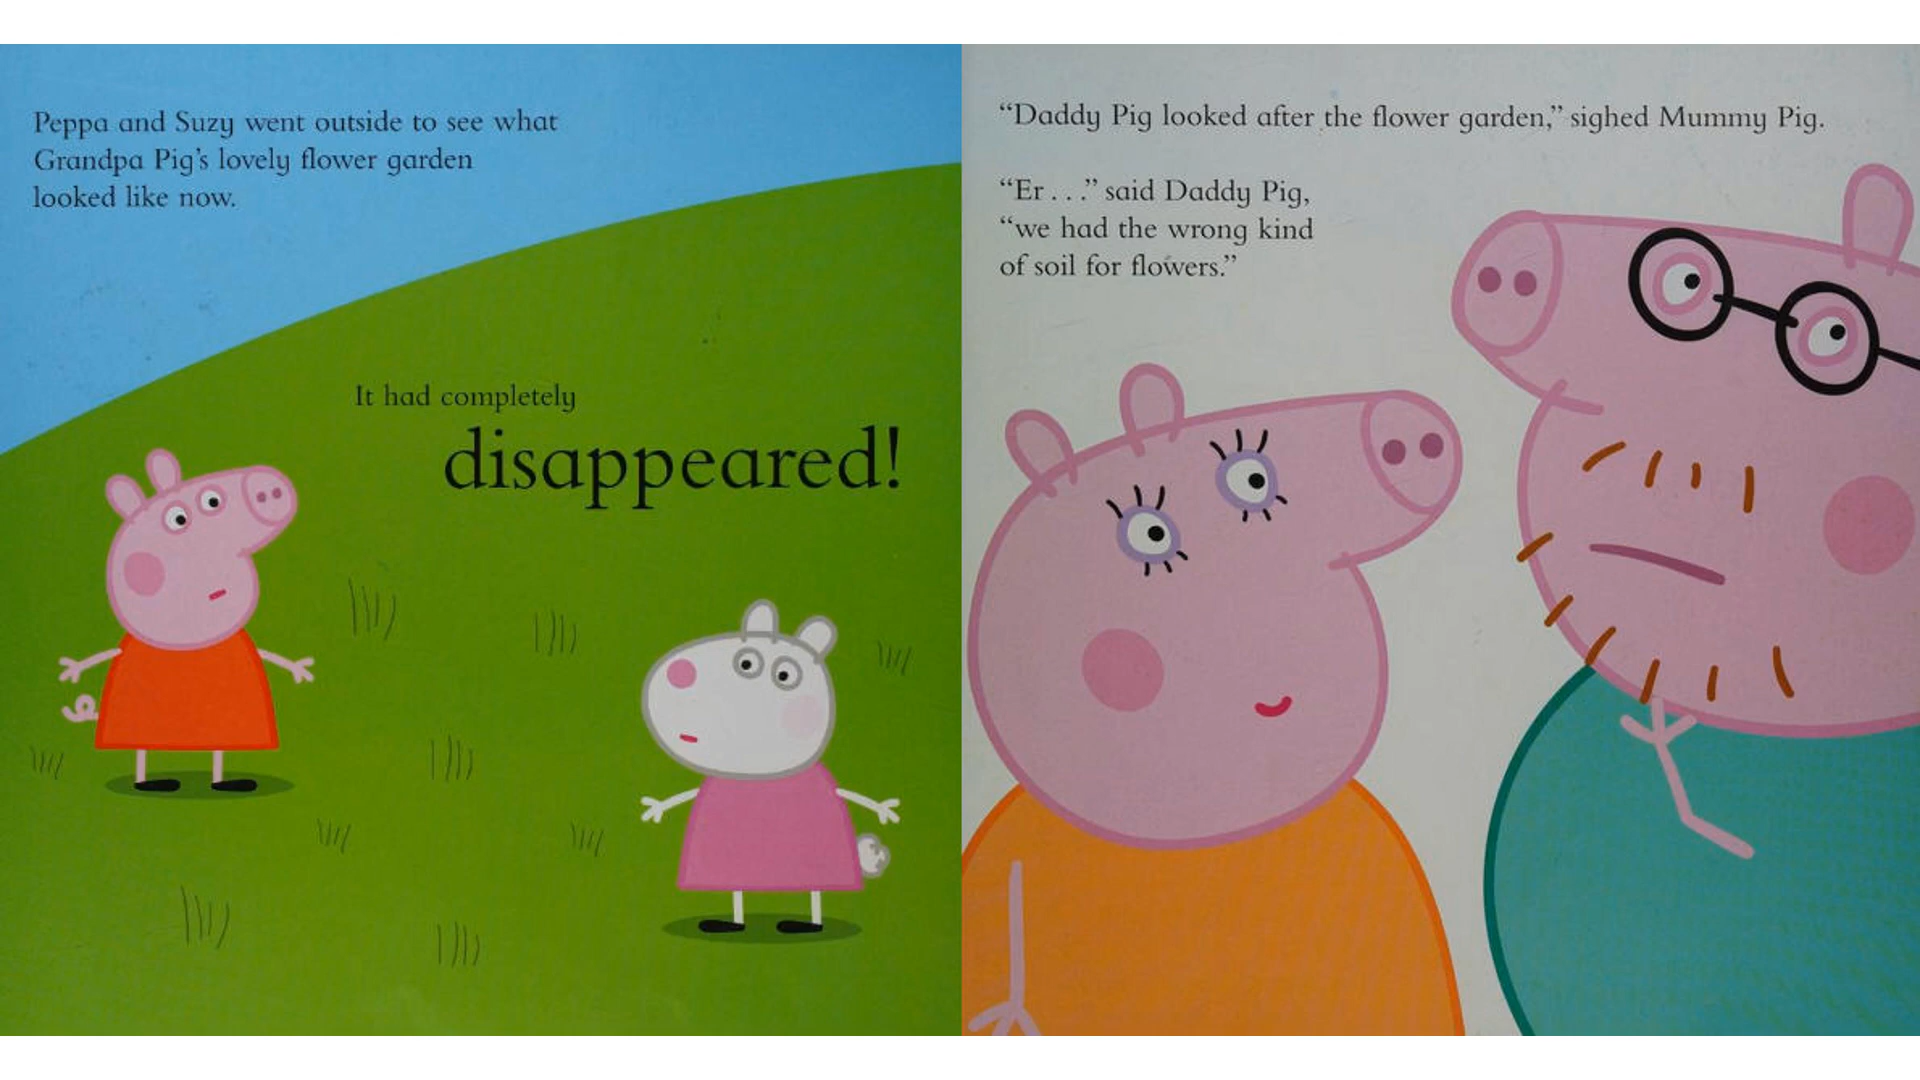 Peppa and Suzy went outside to see what
Grandpa Pig’s lovely flower garden
looked like now.
It had completely
disappeared!
“Daddy Pig looked after the flower garden,” sighed Mummy Pig.
“Er . . .” said Daddy Pig,
“we had the wrong kind
of soil for flowers.”